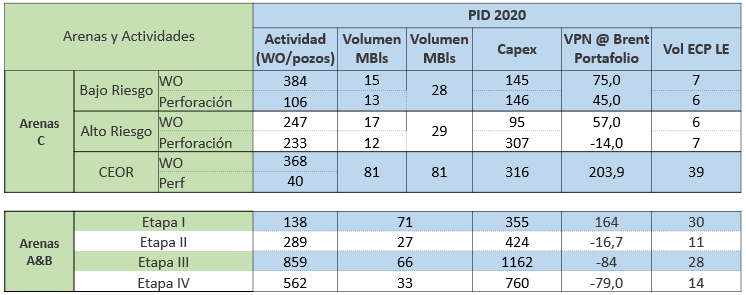 Arenas y Actividades PID 2020
Actividad (WO/pozos) Volumen MBls Volumen MBls Capex VPN @ Brent Portafolio Vol ECP LE
Arenas C Bajo Riesgo WO 384 15 28 145 75,0 7
Perforación 106 13 146 45,0 6
Alto Riesgo WO 247 17 29 95 57,0 6
Perforación 233 12 307 -14,0 7
CEOR WO 368 81 81 316 203,9 39
Perf 40
Arenas A&B Etapa I 138 71 355 164 30
Etapa II 289 27 424 -16,7 11
Etapa III 859 66 1162 -84 28
Etapa IV 562 33 760 -79,0 14